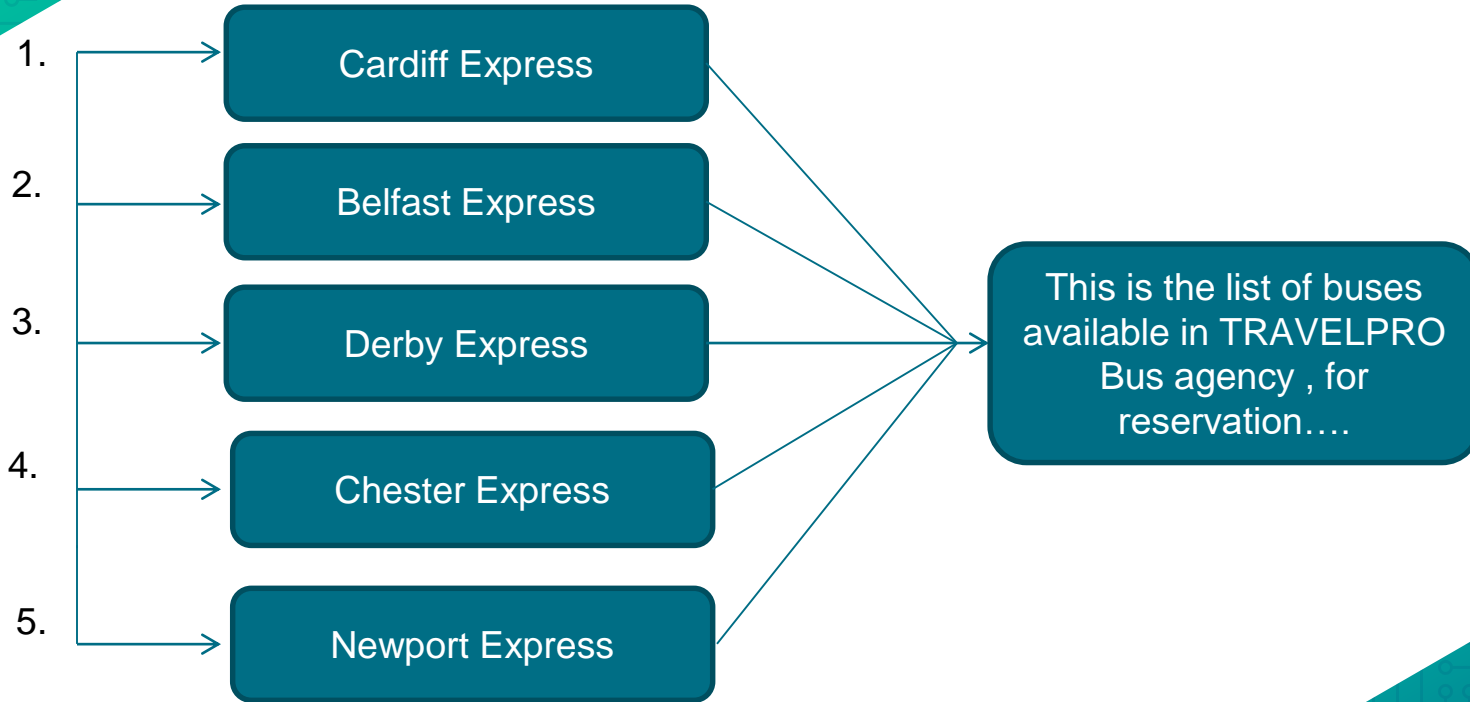 1.
Cardiff Express
2.
Belfast Express
3.
Derby Express
4.
Chester Express
5.
Newport Express
This is the list of buses
available in TRAVELPRO
Bus agency , for
reservation….